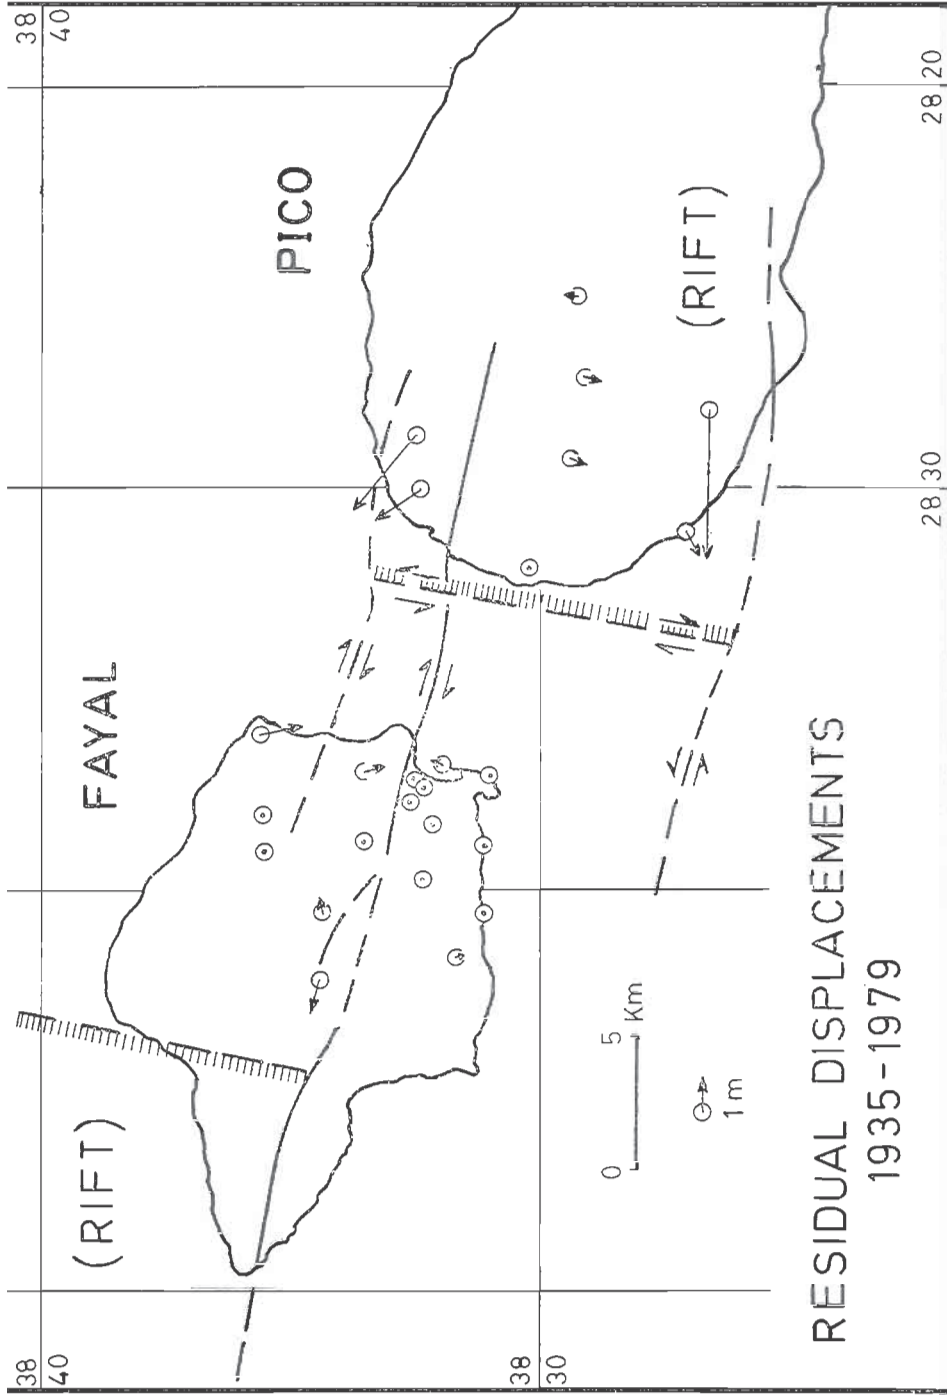 38
40
38
30
38
40
28 30
28 20
FAYAL
PICO
(RIFT)
(RIFT)
0 5 Km
1 m
RESIDUAL DISPLACEMENTS
1935-1979